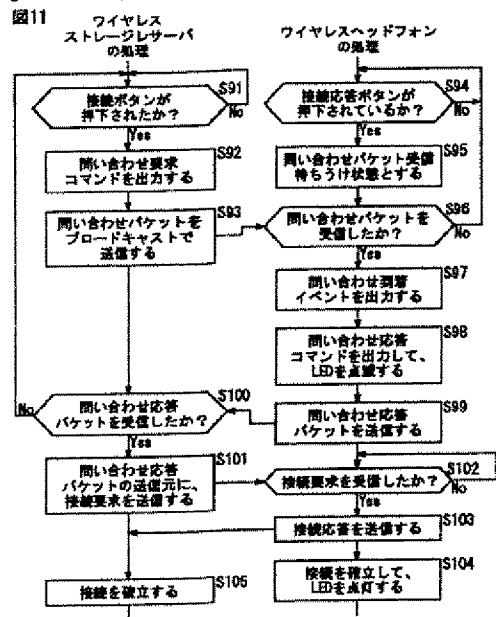 図11
ワイヤレス
ストレージレサーバ
の処理
S91
接続ボタンが
押下されたか?
No
Yes
S92
問い合わせ要求
コマンドを出力する
S93
問い合わせパケットを
ブロードキャストで
送信する
S100
問い合わせ応答
パケットを受信したか?
No
Yes
S101
問い合わせ応答
パケットの送信元に、
接続要求を送信する
S105
接続を確立する
ワイヤレスヘッドフォン
の処理
S94
接続応答ボタンが
押下されているか?
No
Yes
S95
問い合わせパケット受信
待ちうけ状態とする
S96
問い合わせパケットを
受信したか?
No
Yes
S97
問い合わせ到着
イベントを出力する
S98
問い合わせ応答
コマンドを出力して、
LEDを点滅する
S99
問い合わせ応答
パケットを送信する
S102
接続要求を受信したか?
No
Yes
S103
接続応答を送信する
S104
接続を確立して、
LEDを点灯する